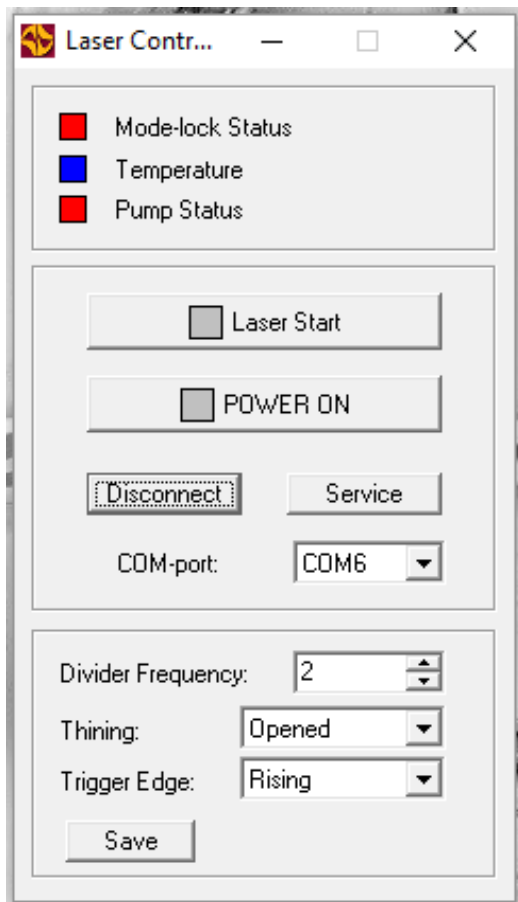 Laser Contr...
Mode-lock Status
Temperature
Pump Status
Laser Start
POWER ON
Disconnect Service
COM-port: COM6
Divider Frequency: 2
Thining: Opened
Trigger Edge: Rising
Save